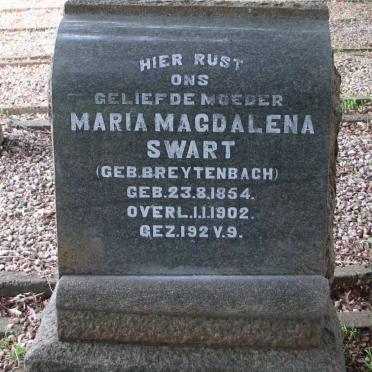 HIER RUST
ONS
GELIEFDE MOEDER
MARIA MAGDALENA
SWART
(GEB. BREYTENBACH)
GEB. 23.8.1854.
OVERL. 1.1.1902.
GEZ. 192 V. 9.